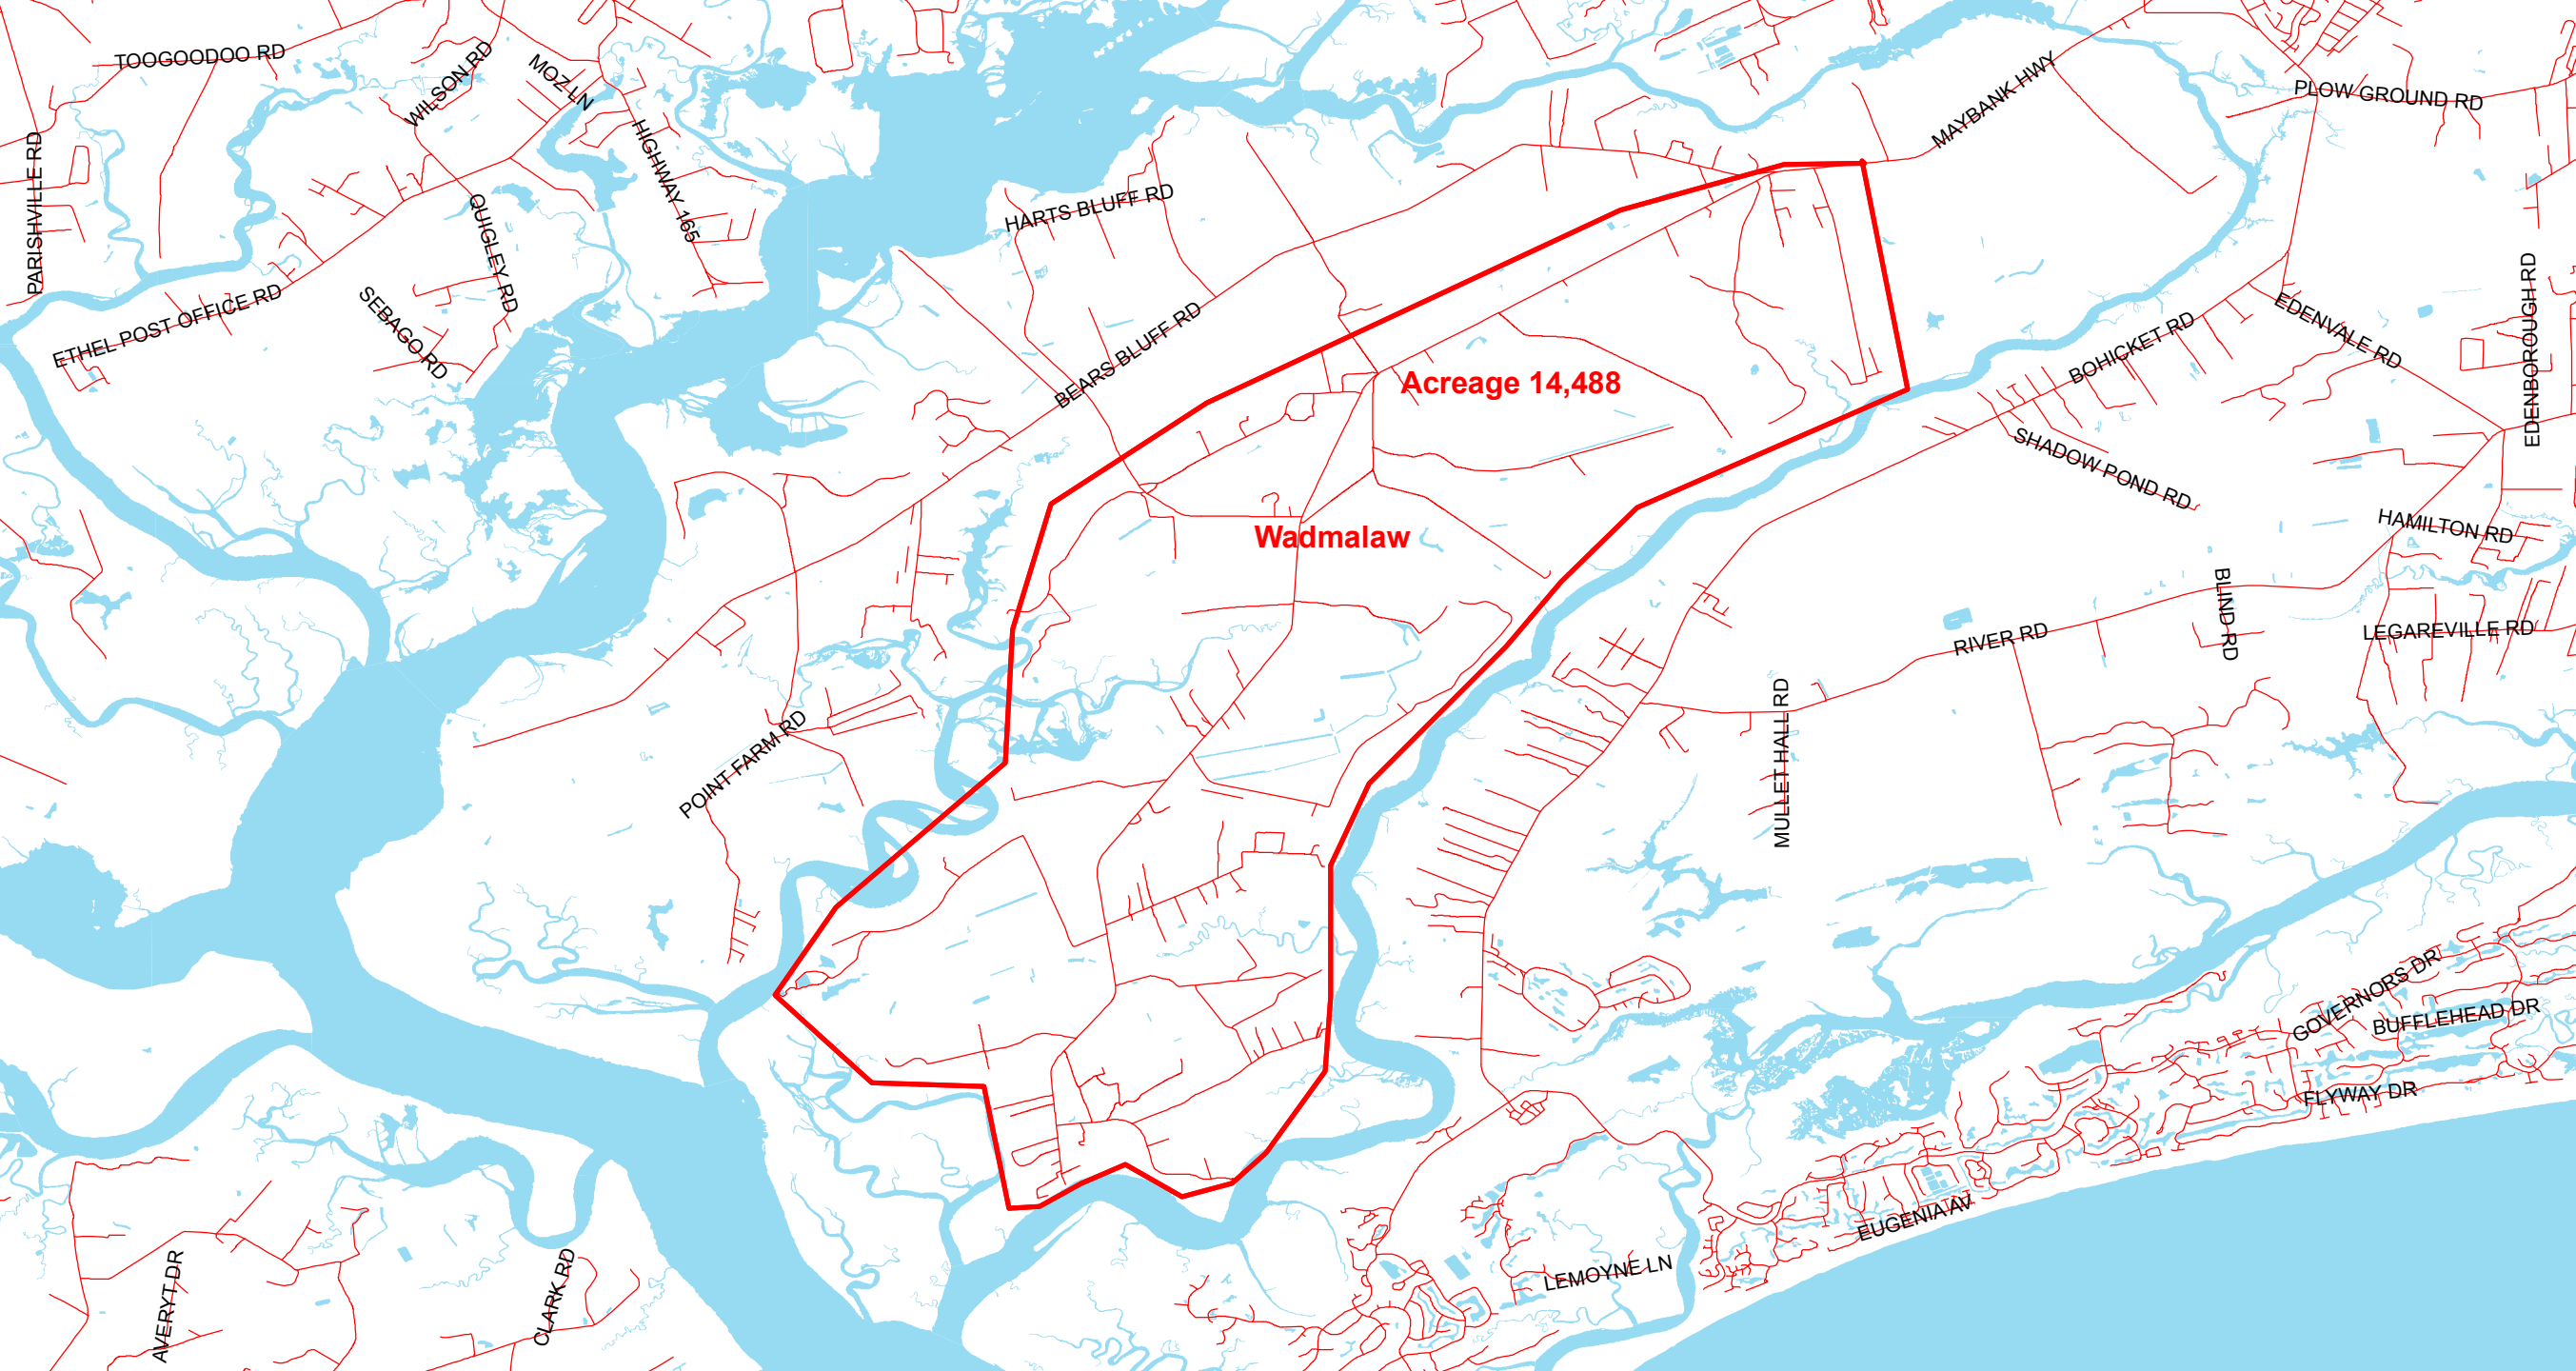 TOOGOODOO RD
WILSON RD
MOZ LN
MAYBANK HWY
PLOW GROUND RD
PARISHVILLE RD
HIGHWAY 165
HARTS BLUFF RD
QUIGLEY RD
ETHEL POST OFFICE RD
SEBAGO RD
BEARS BLUFF RD
BOHICKET RD
EDENVALE RD
EDENBOROUGH RD
Acreage 14,488
SHADOW POND RD
HAMILTON RD
Wadmalaw
BLIND RD
RIVER RD
LEGAREVILLE RD
POINT FARM RD
MULLET HALL RD
GOVERNORS DR
BUFFLEHEAD DR
FLYWAY DR
EUGENIA AV
LEMOYNE LN
AVERYT DR
CLARK RD